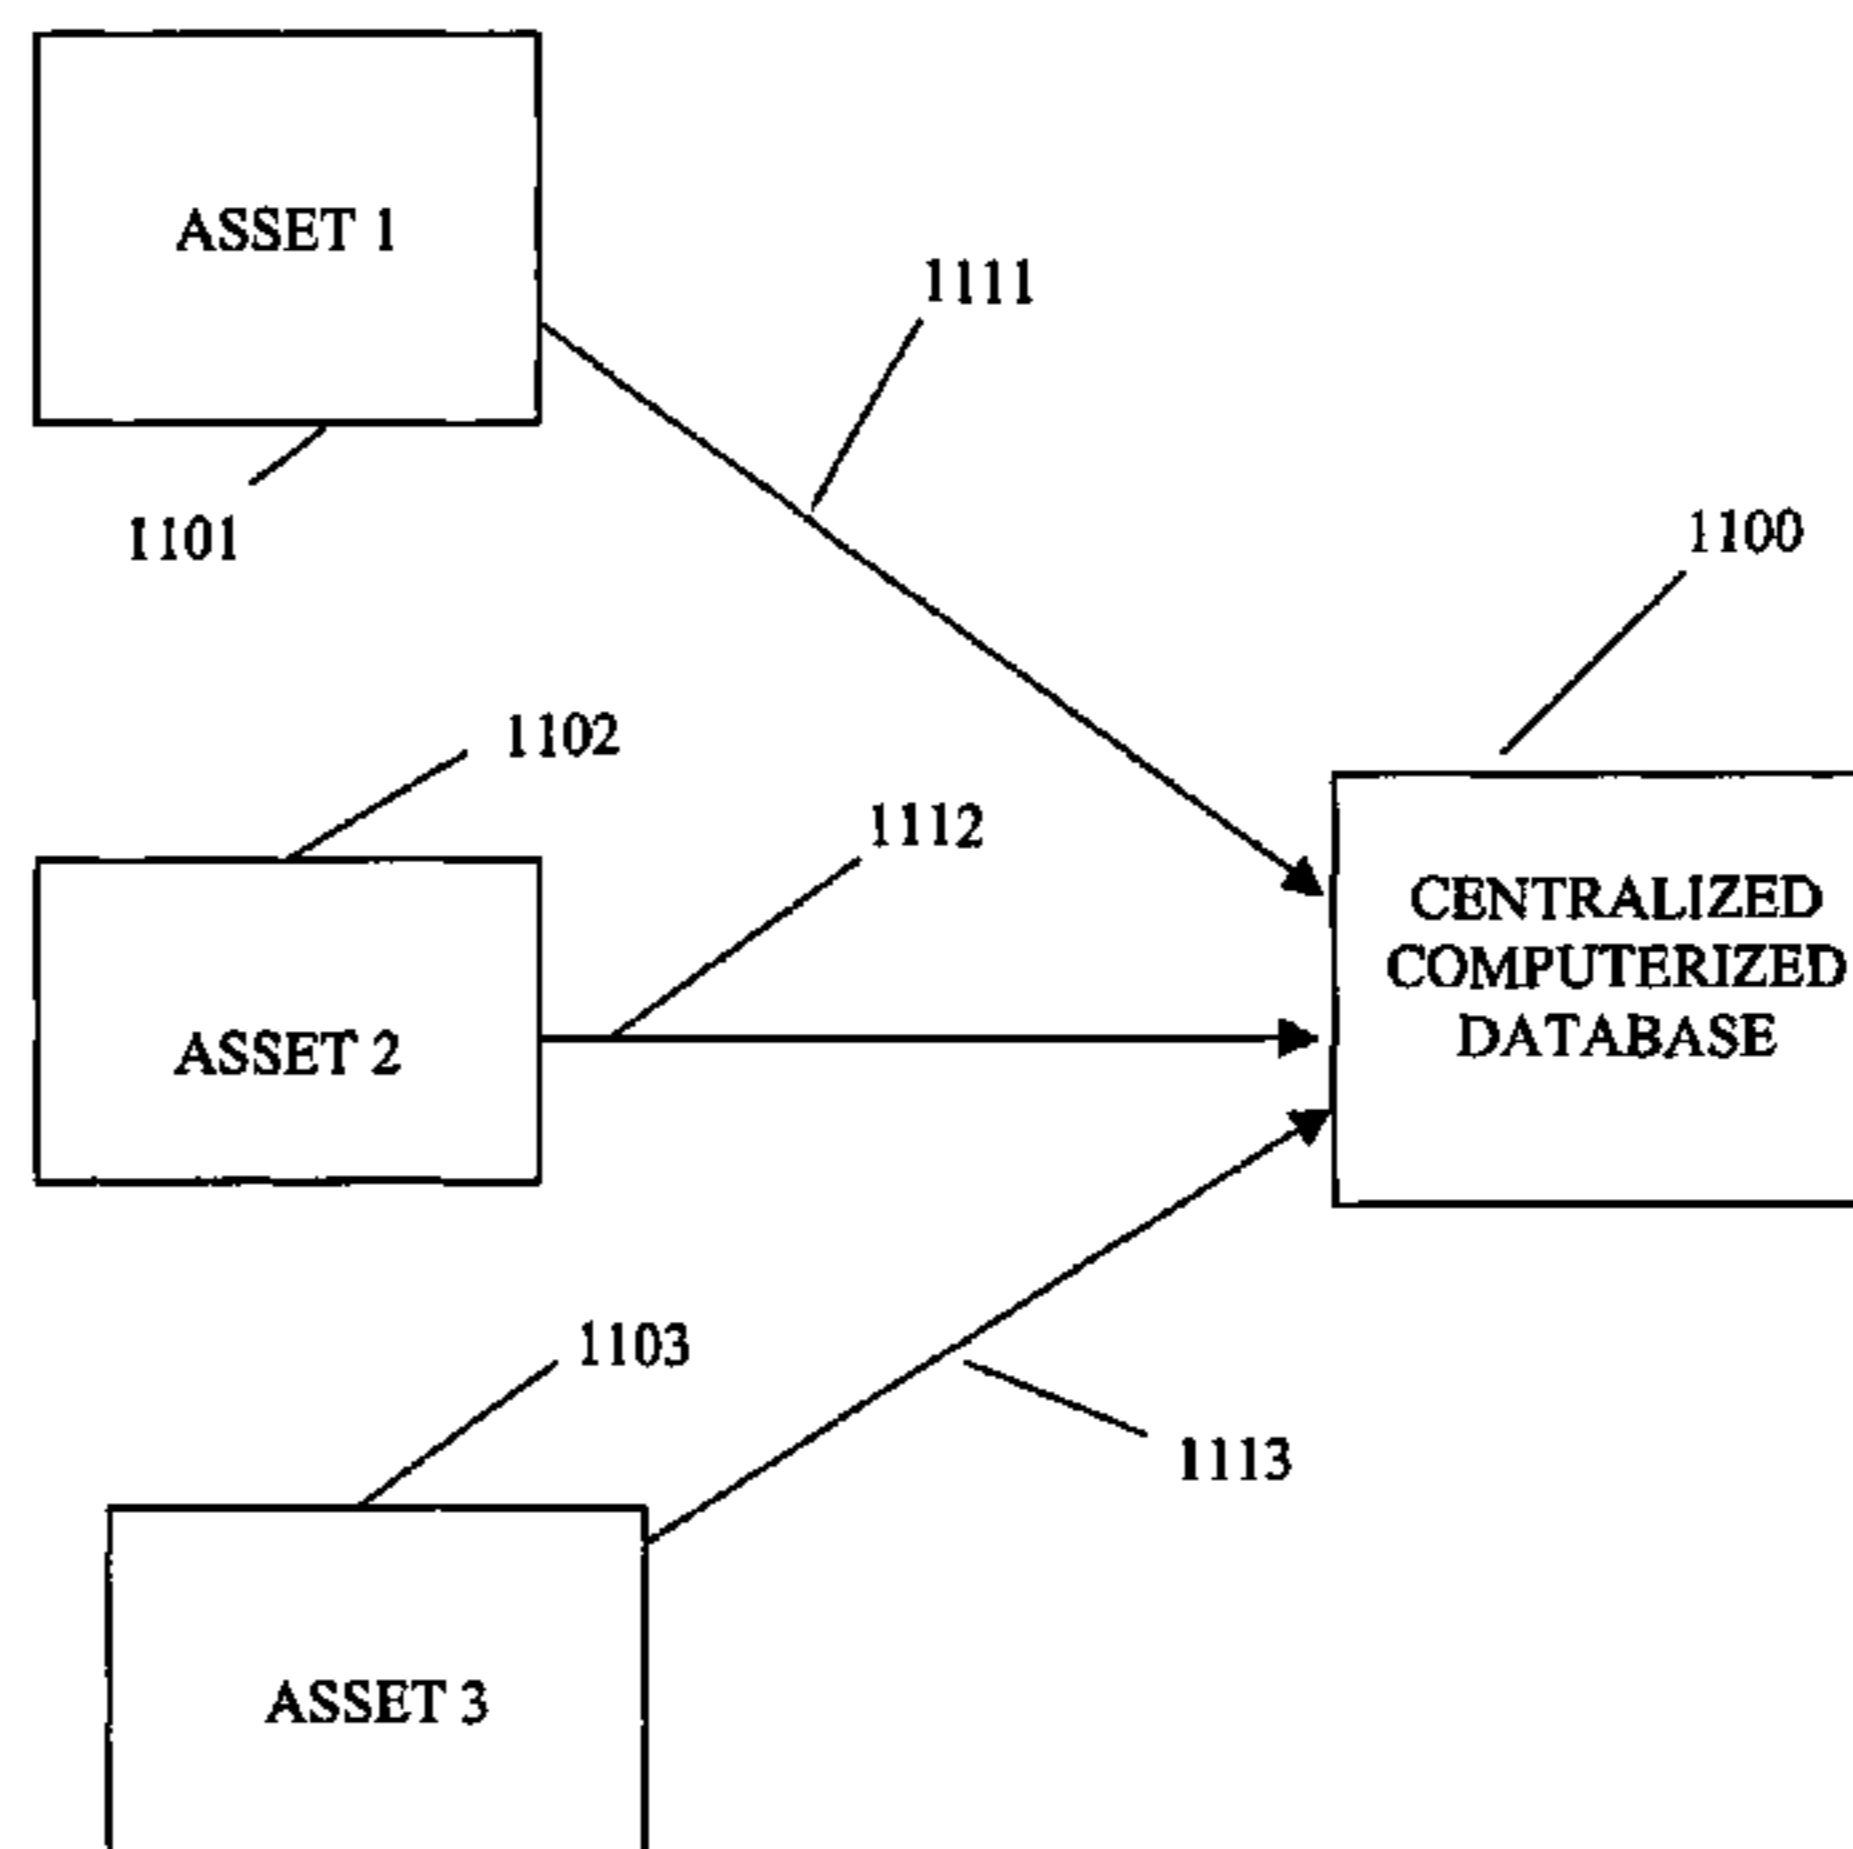 ASSET 1
1111
1101
1100
1102
1112
CENTRALIZED
COMPUTERIZED
DATABASE
ASSET 2
1103
1113
ASSET 3